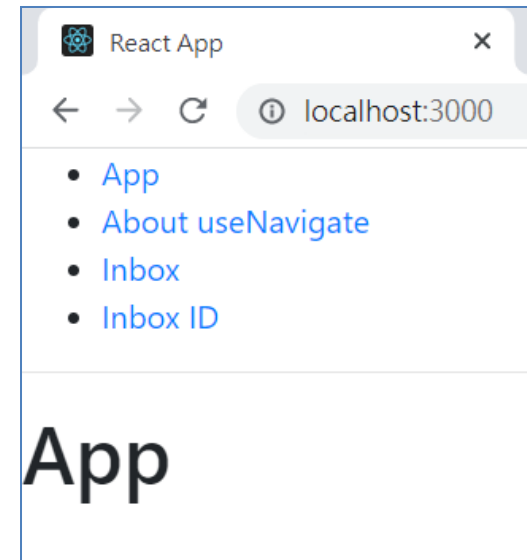 React App
localhost:3000
App
About useNavigate
Inbox
Inbox ID
App